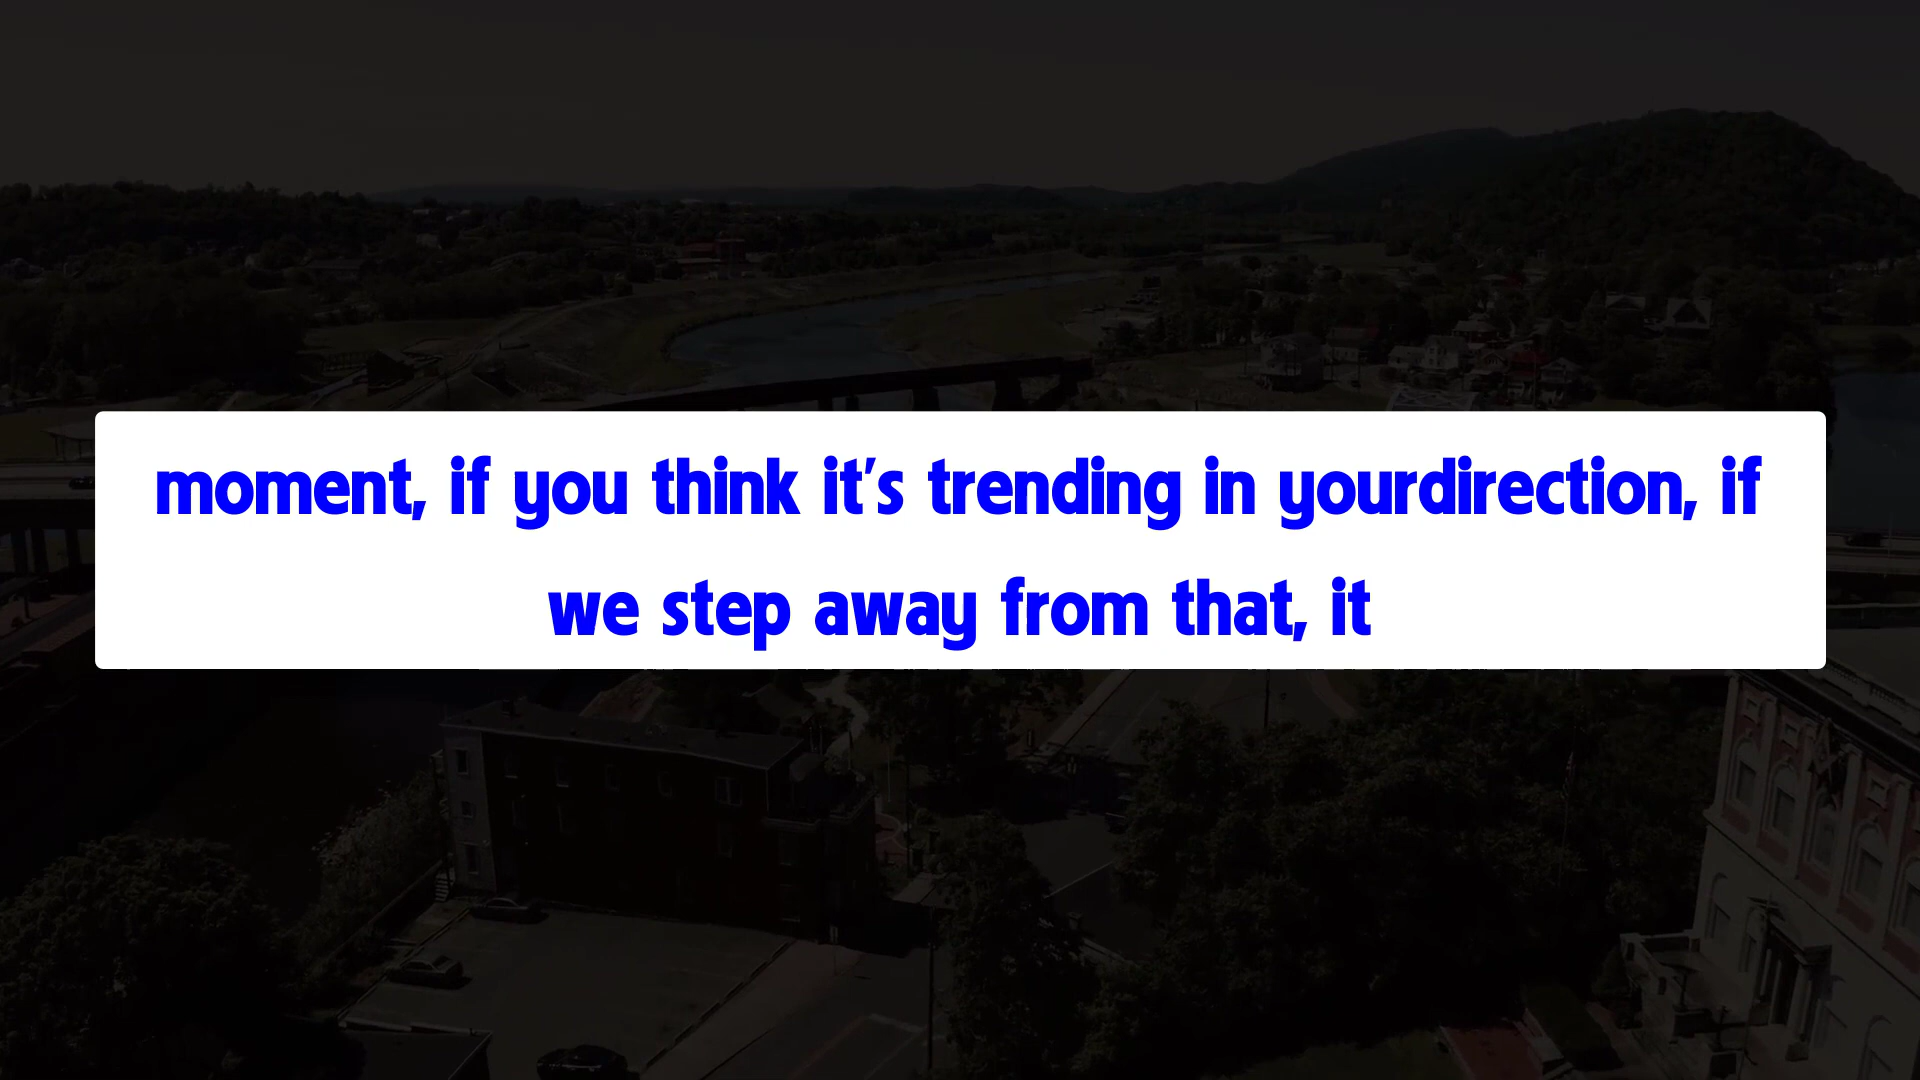 moment, if you think it's trending in yourdirection, if
we step away from that, it